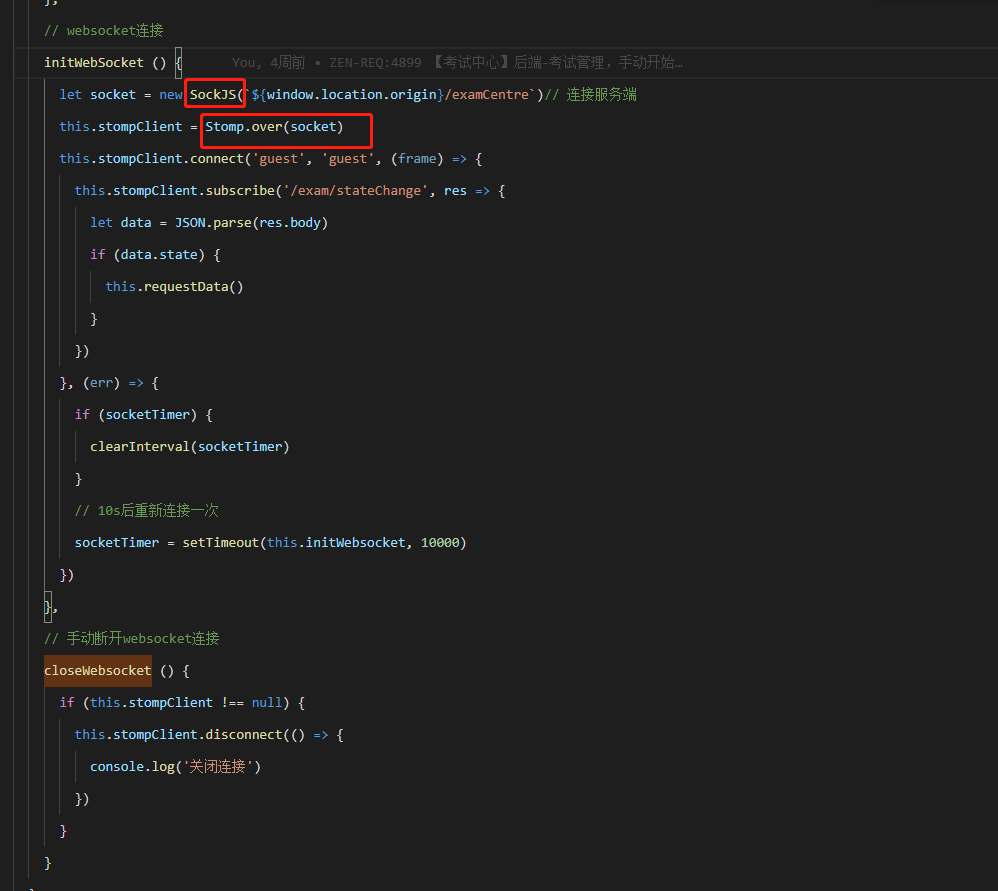 },
// websocket连接
initWebSocket () {    You, 4周前 • ZEN-REQ:4899 【考试中心】后端-考试管理，手动开始…
let socket = new SockJS(`${window.location.origin}/examCentre`)// 连接服务端
this.stompClient = Stomp.over(socket)
this.stompClient.connect('guest', 'guest', (frame) => {
this.stompClient.subscribe('/exam/stateChange', res => {
let data = JSON.parse(res.body)
if (data.state) {
this.requestData()
}
})
}, (err) => {
if (socketTimer) {
clearInterval(socketTimer)
}
// 10s后重新连接一次
socketTimer = setTimeout(this.initWebsocket, 10000)
})
},
// 手动断开websocket连接
closeWebsocket () {
if (this.stompClient !== null) {
this.stompClient.disconnect(() => {
console.log('关闭连接')
})
}
}